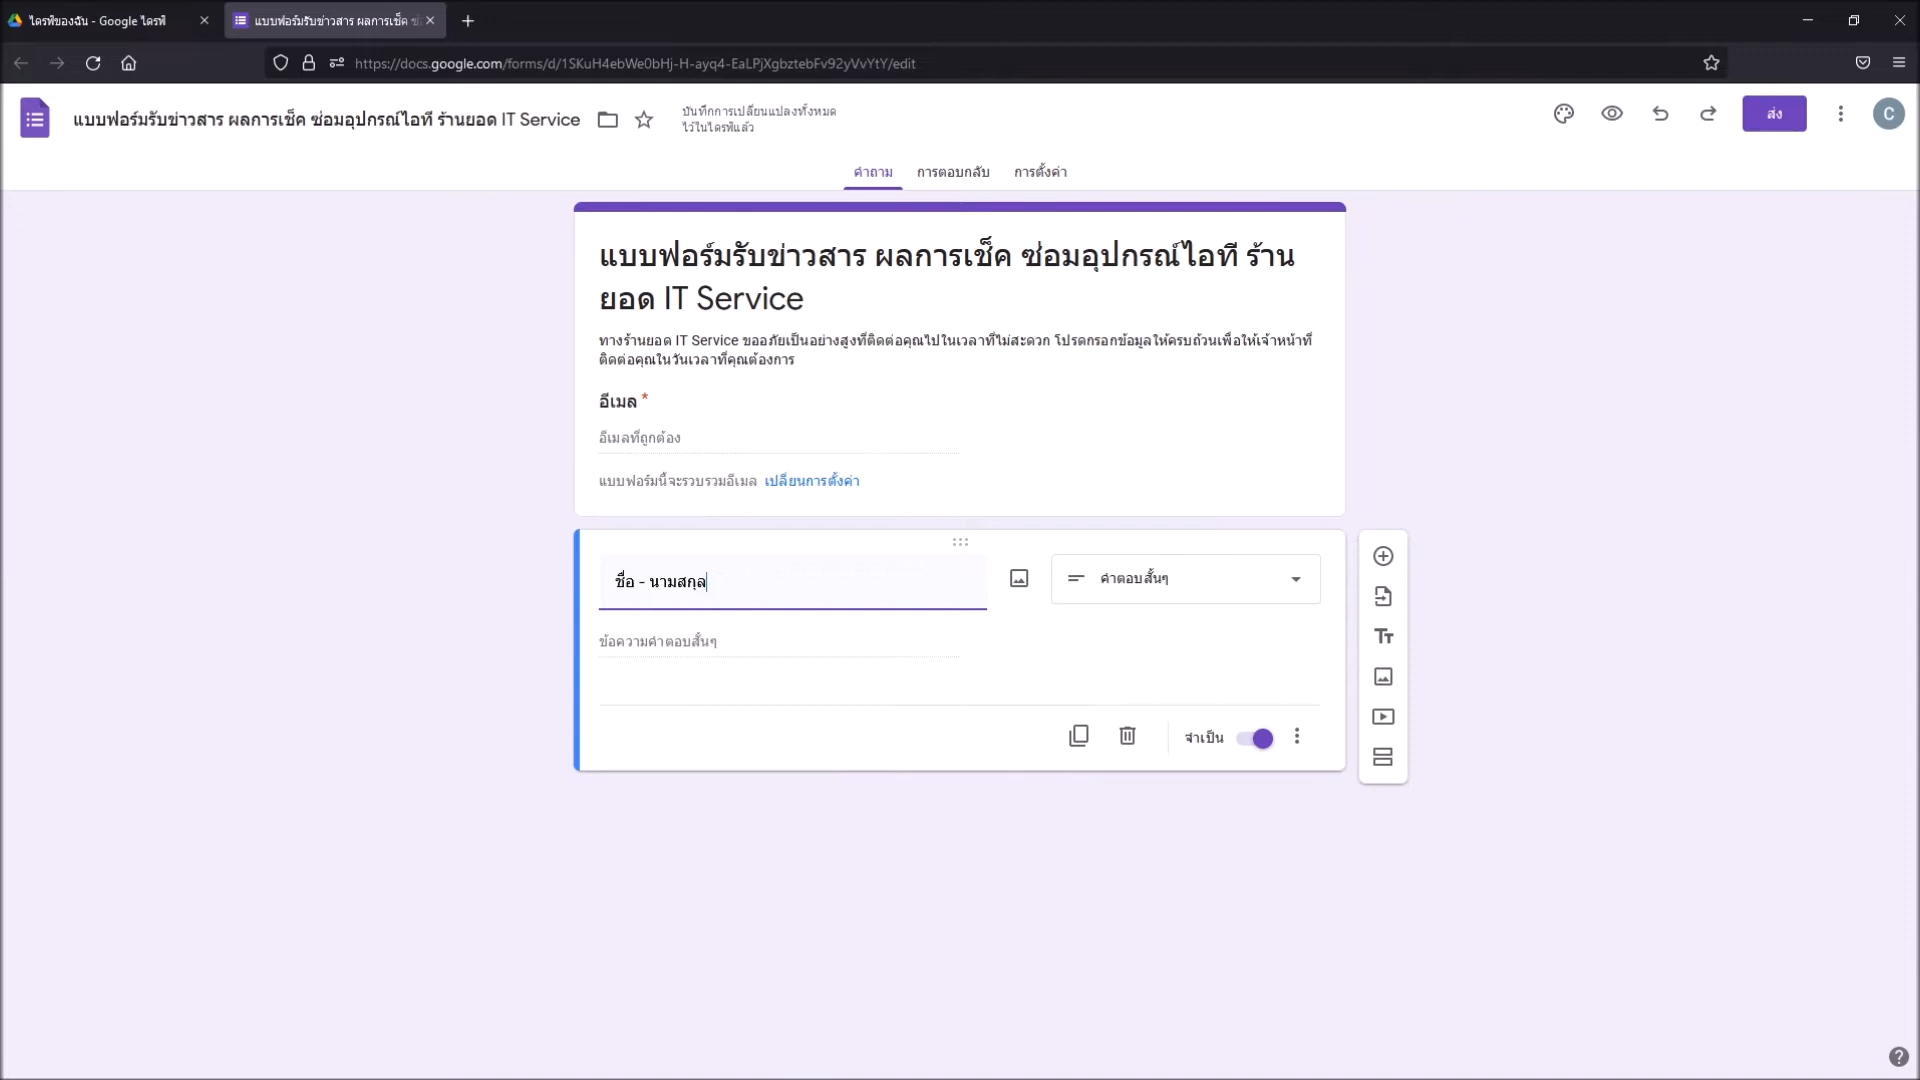 ไดรฟ์ของฉัน - Google ไดรฟ์
แบบฟอร์มรับข่าวสาร ผลการเช็ค
https://docs.google.com/forms/d/1SKuH4ebWe0bHj-H-ayq4-EaLPjXgbztebFv92yVvYtY/edit
แบบฟอร์มรับข่าวสาร ผลการเช็ค ซ่อมอุปกรณ์ไอที ร้านยอด IT Service
บันทึกการเปลี่ยนแปลงทั้งหมด
ไว้ในไดรฟ์แล้ว
ส่ง
C
คำถาม การตอบกลับ การตั้งค่า
แบบฟอร์มรับข่าวสาร ผลการเช็ค ซ่อมอุปกรณ์ไอที ร้าน
ยอด IT Service
ทางร้านยอด IT Service ขออภัยเป็นอย่างสูงที่ติดต่อคุณไปในเวลาที่ไม่สะดวก โปรดกรอกข้อมูลให้ครบถ้วนเพื่อให้เจ้าหน้าที่
ติดต่อคุณในวันเวลาที่คุณต้องการ
อีเมล *
อีเมลที่ถูกต้อง
แบบฟอร์มนี้จะรวบรวมอีเมล เปลี่ยนการตั้งค่า
ชื่อ - นามสกุล
คำตอบสั้นๆ
ข้อความคำตอบสั้นๆ
จำเป็น